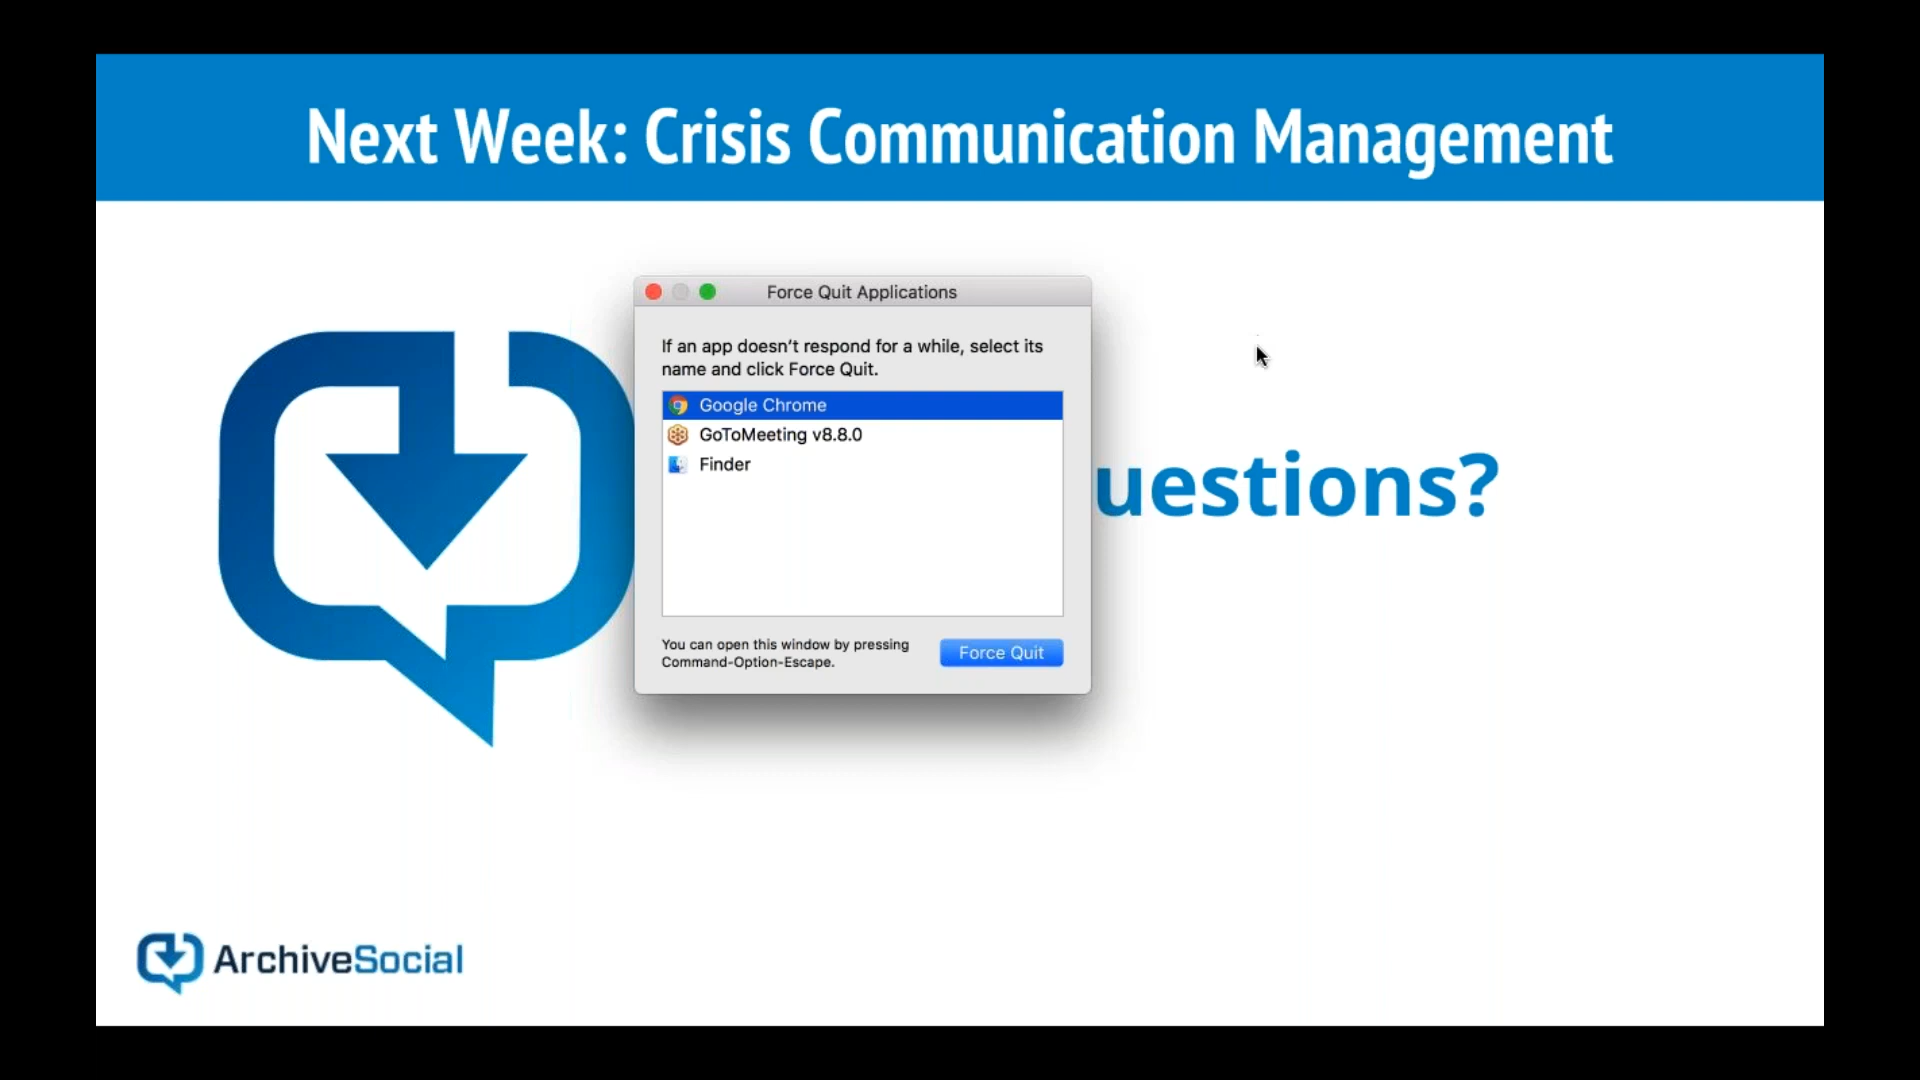 Next Week: Crisis Communication Management
Force Quit Applications
If an app doesn't respond for a while, select its
name and click Force Quit.
Google Chrome
GoToMeeting v8.8.0
Finder
uestions?
You can open this window by pressing
Command-Option-Escape.
Force Quit
ArchiveSocial